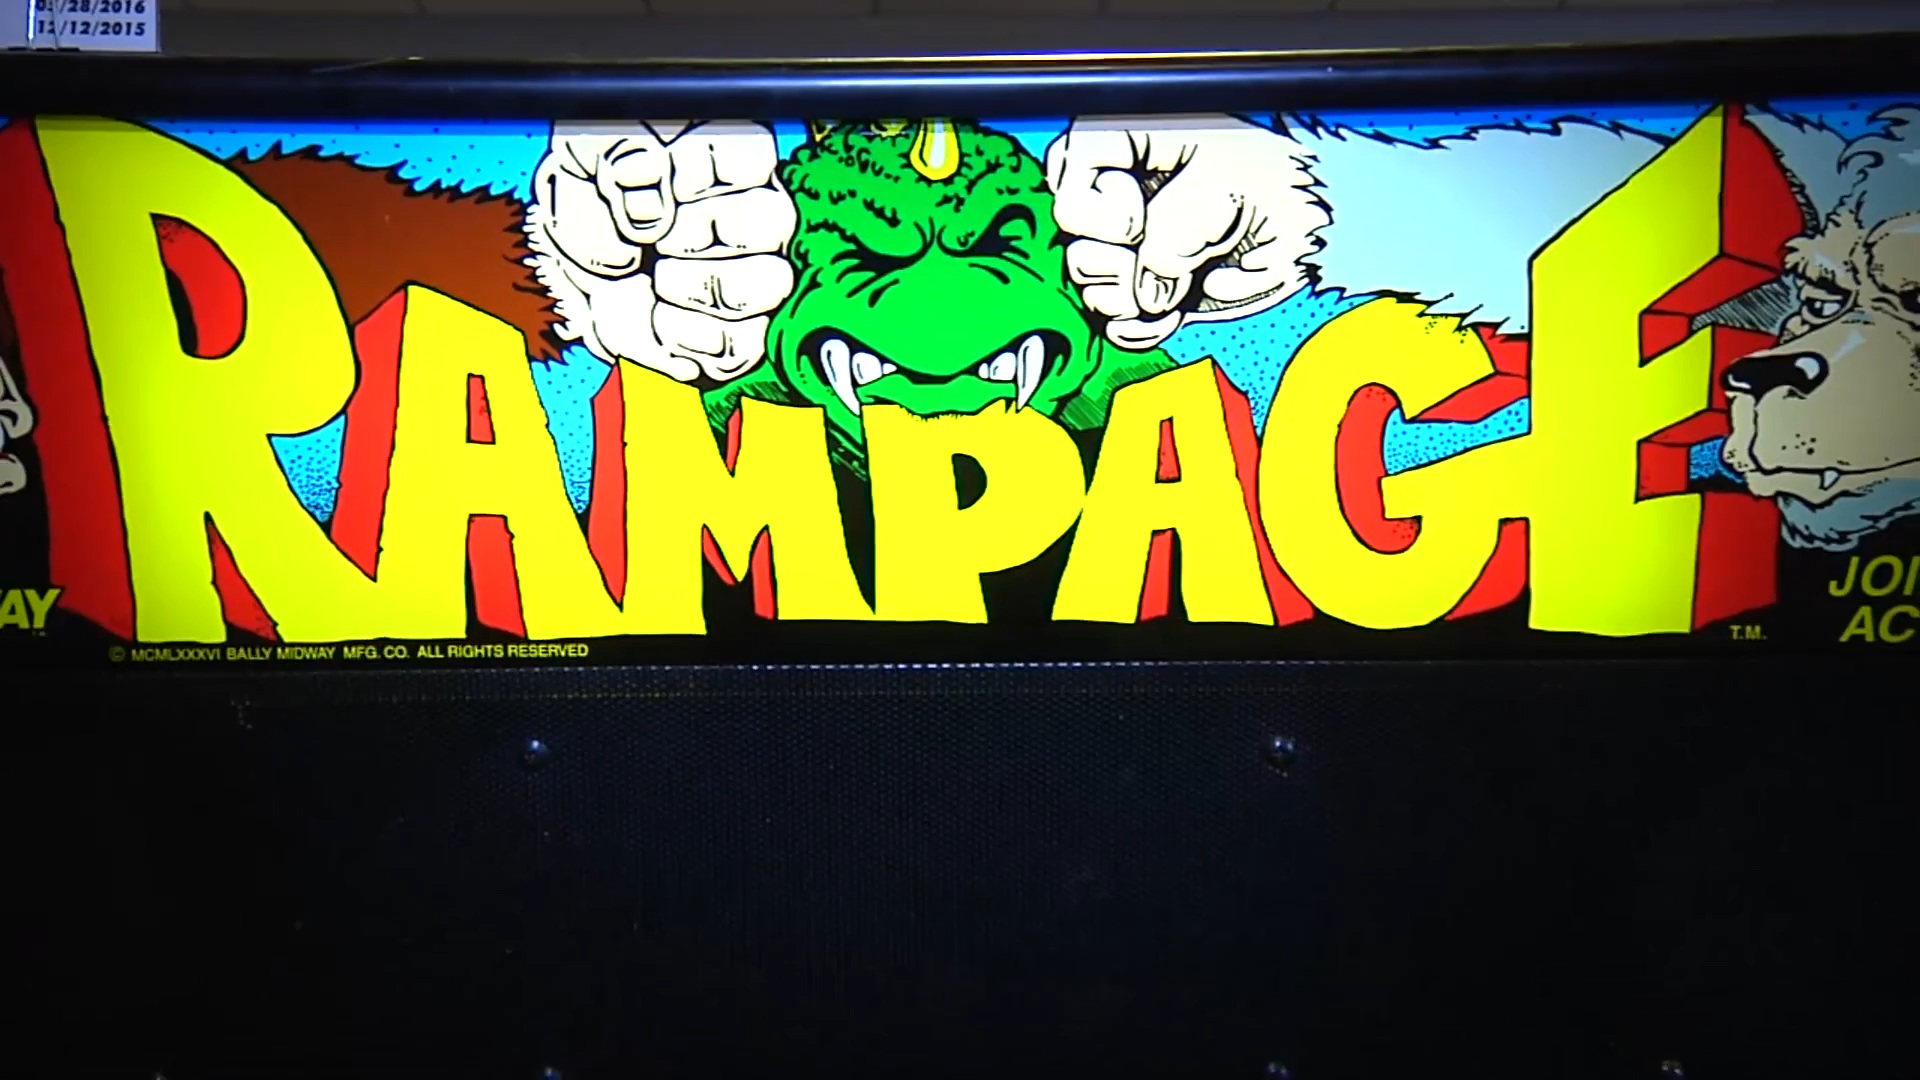 05/28/2016
12/12/2015
RAMPAGE
T.M.
© MCMLXXXVI BALLY MIDWAY MFG. CO. ALL RIGHTS RESERVED